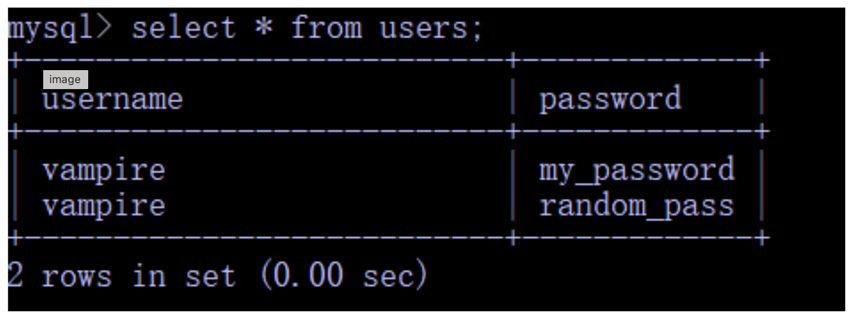 mysql> select * from users;
+--------------------------+-------------+
image
| username | password |
+--------------------------+-------------+
| vampire | my_password |
| vampire | random_pass |
+--------------------------+-------------+
2 rows in set (0.00 sec)